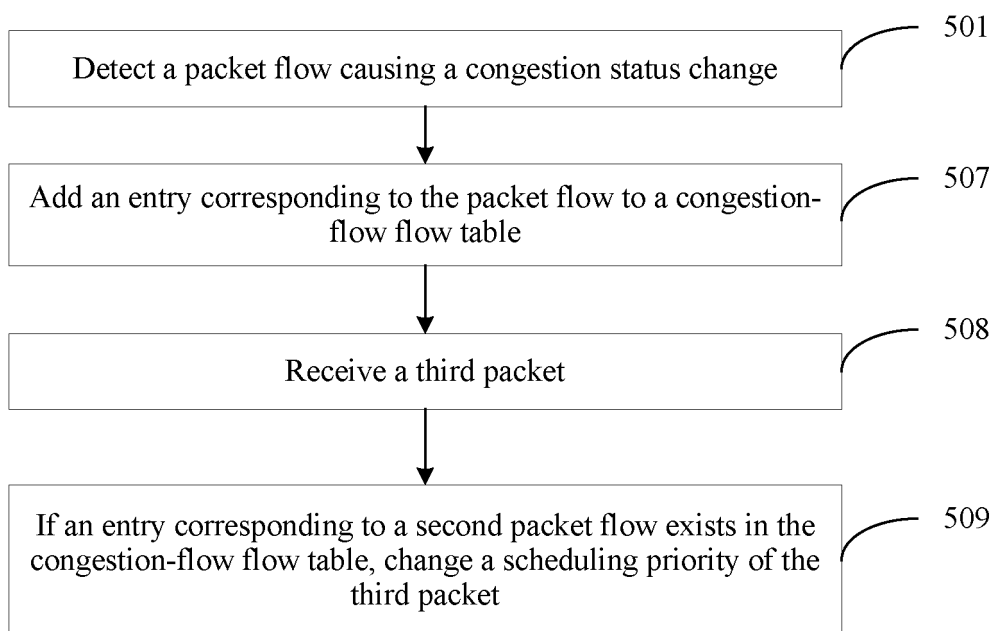 501
Detect a packet flow causing a congestion status change
507
Add an entry corresponding to the packet flow to a congestion-
flow flow table
508
Receive a third packet
509
If an entry corresponding to a second packet flow exists in the
congestion-flow flow table, change a scheduling priority of the
third packet